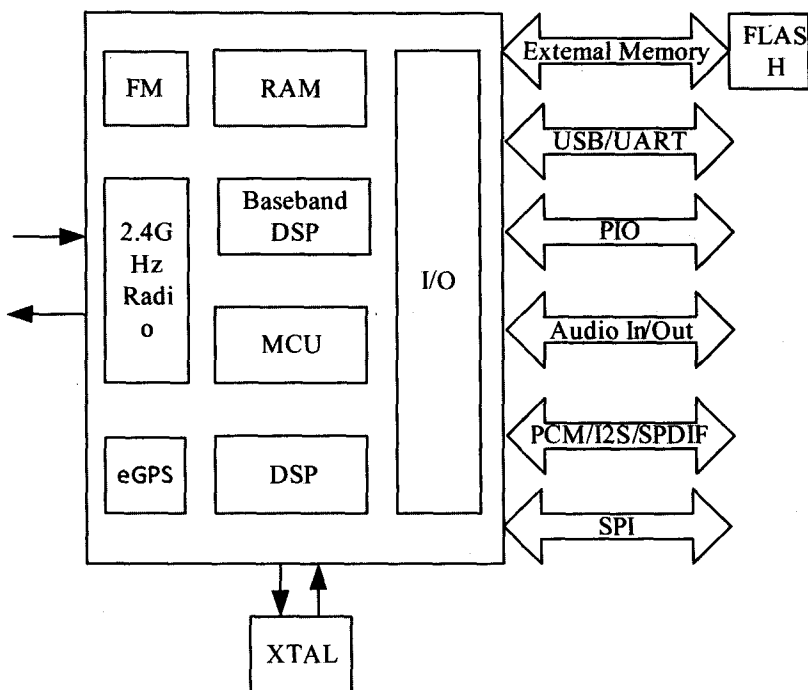 FM
RAM
External Memory
FLAS
H
USB/UART
2.4G
Hz
Radi
o
Baseband
DSP
PIO
I/O
MCU
Audio In/Out
eGPS
DSP
PCM/I2S/SPDIF
SPI
XTAL